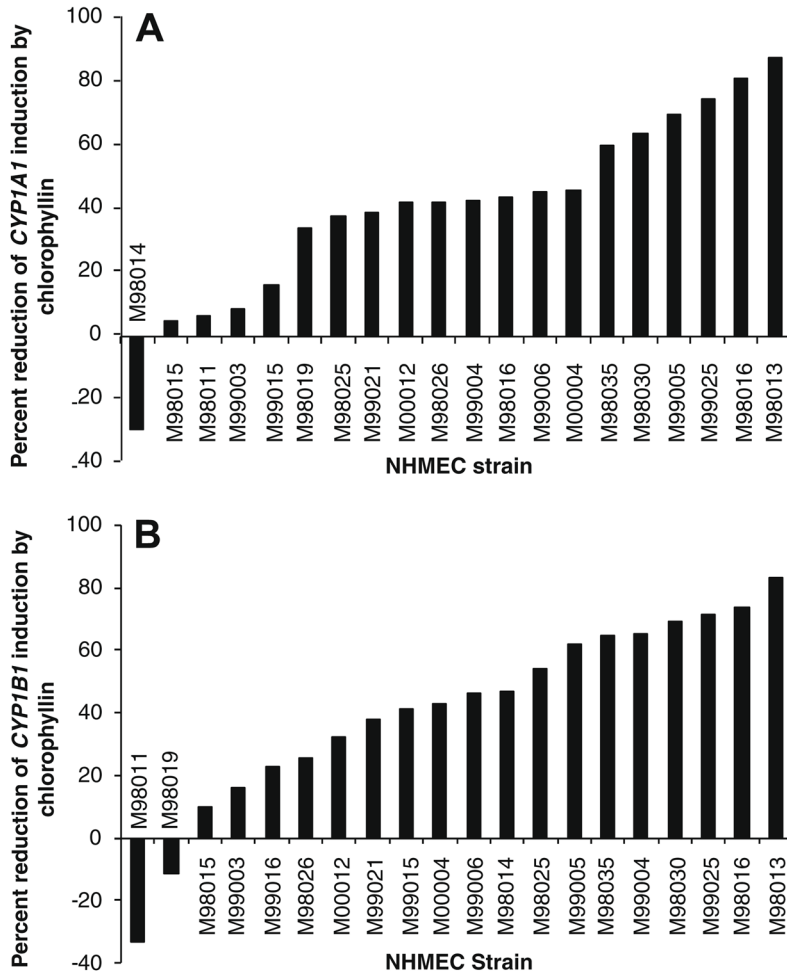 A
Percent reduction of CYP1A1 induction by
chlorophyllin
100
80
60
40
20
0
-20
-40
M98014
M98015
M98011
M99003
M99015
M98019
M98025
M99021
M00012
M98026
M99004
M98016
M99006
M00004
M98035
M98030
M99005
M99025
M98016
M98013
NHMEC strain
B
Percent reduction of CYP1B1 induction by
chlorophyllin
100
80
60
40
20
0
-20
-40
M98011
M98019
M98015
M99003
M99016
M98026
M00012
M99021
M99015
M00004
M99006
M98014
M98025
M99005
M98035
M99004
M98030
M99025
M98016
M98013
NHMEC Strain